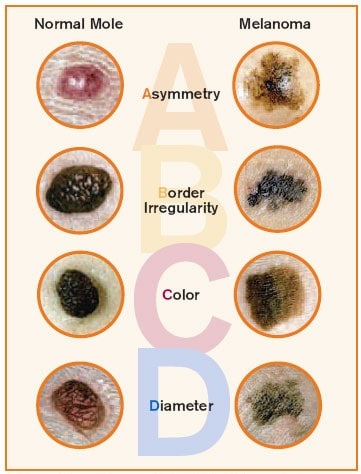 Normal Mole Melanoma
A
Asymmetry
B
Border
Irregularity
C
Color
D
Diameter